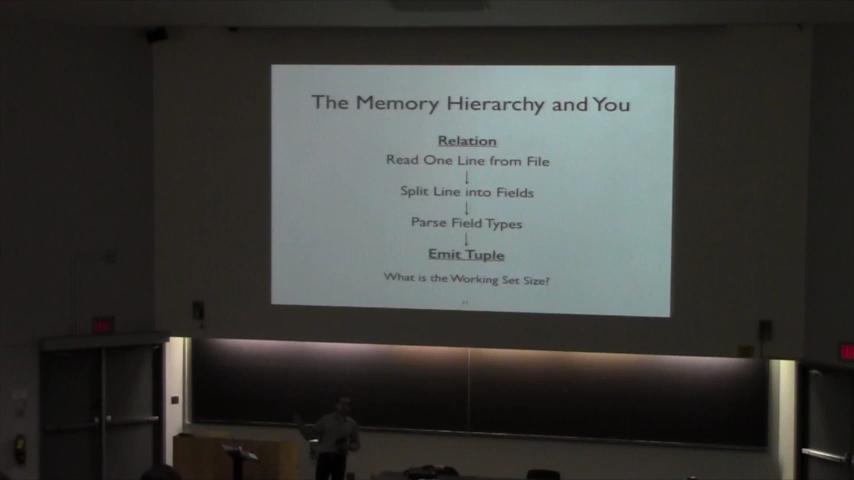 The Memory Hierarchy and You
Relation
Read One Line from File
↓
Split Line into Fields
↓
Parse Field Types
↓
Emit Tuple
What is the Working Set Size?